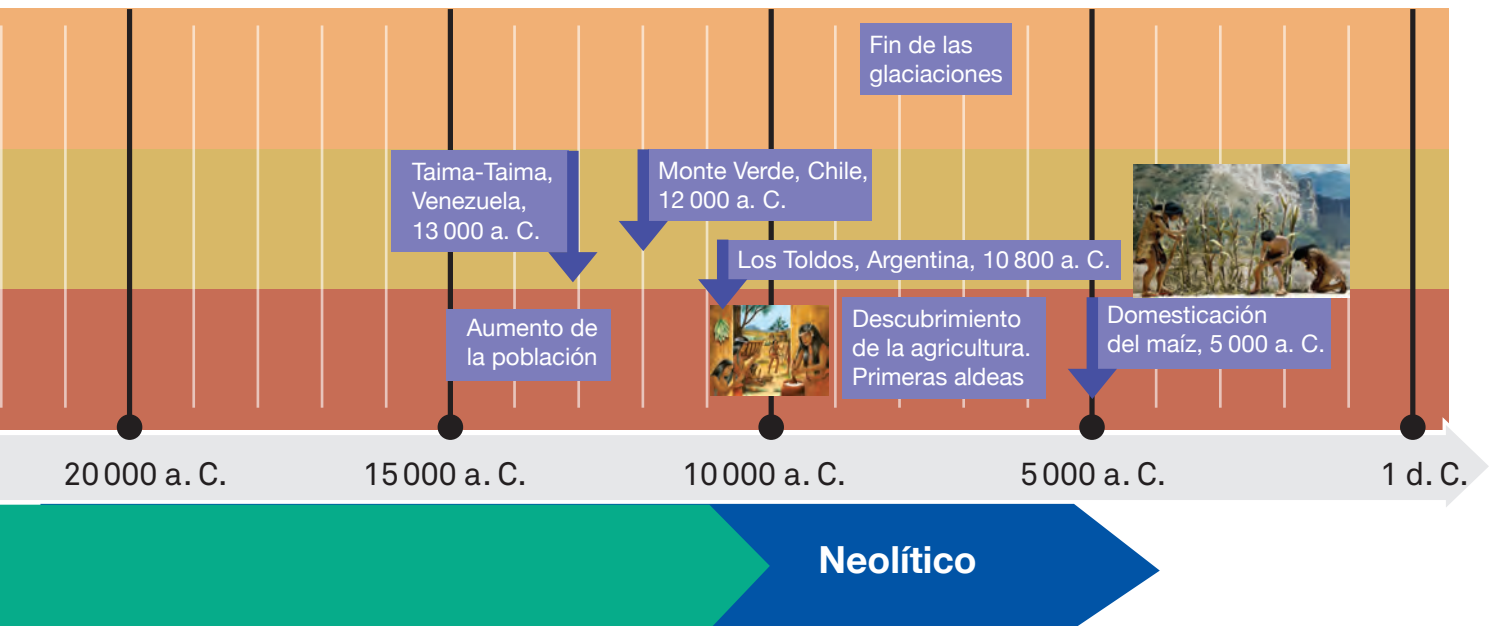 Fin de las
glaciaciones
Taima-Taima,
Venezuela,
13 000 a. C.
Monte Verde, Chile,
12 000 a. C.
Los Toldos, Argentina, 10 800 a. C.
Aumento de
la población
Descubrimiento
de la agricultura.
Primeras aldeas
Domesticación
del maíz, 5 000 a. C.
20 000 a. C.
15 000 a. C.
10 000 a. C.
5 000 a. C.
1 d. C.
Neolítico